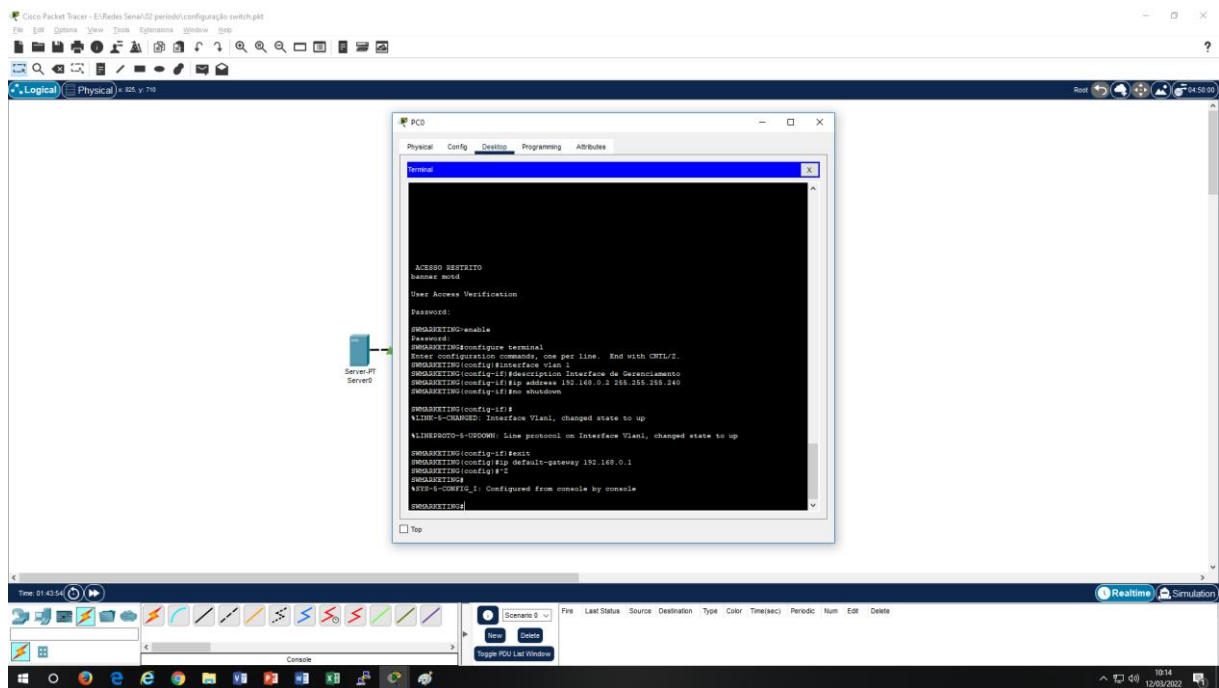 Cisco Packet Tracer - E:\Redes Senai\02 periodo\configuração switch.pkt
File Edit Options View Tools Extensions Window Help
?
Logical Physical x: 825, y: 710
Root 04:50:00
PC0
Physical Config Desktop Programming Attributes
Terminal X
ACESSO RESTRITO
banner motd
User Access Verification
Password:
SWMARKETING>enable
Password:
SWMARKETING#configure terminal
Enter configuration commands, one per line. End with CNTL/Z.
SWMARKETING(config)#interface vlan 1
SWMARKETING(config-if)#description Interface de Gerenciamento
SWMARKETING(config-if)#ip address 192.168.0.2 255.255.255.240
SWMARKETING(config-if)#no shutdown
SWMARKETING(config-if)#
%LINK-5-CHANGED: Interface Vlan1, changed state to up
%LINEPROTO-5-UPDOWN: Line protocol on Interface Vlan1, changed state to up
SWMARKETING(config-if)#exit
SWMARKETING(config)#ip default-gateway 192.168.0.1
SWMARKETING(config)#^Z
SWMARKETING#
%SYS-5-CONFIG_I: Configured from console by console
SWMARKETING#
Top
Server-PT
Server0
Time: 01:43:54
Realtime Simulation
Scenario 0
Fire Last Status Source Destination Type Color Time(sec) Periodic Num Edit Delete
New Delete
Toggle PDU List Window
Console
10:14
12/03/2022